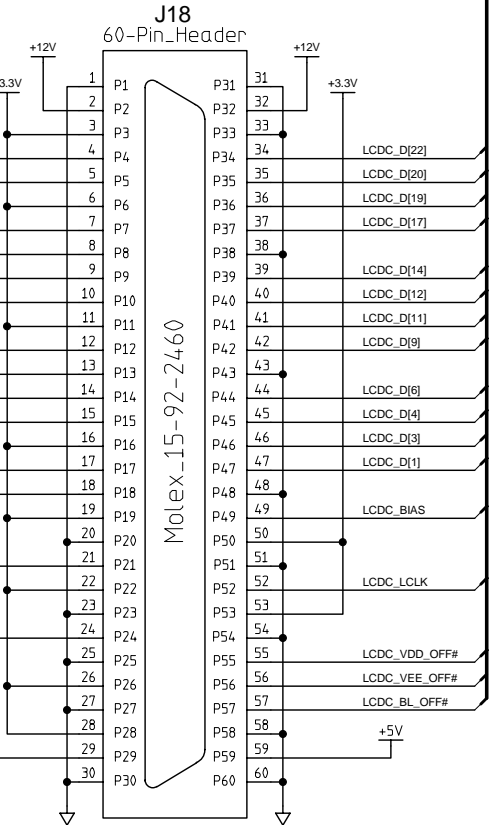 J18
60-Pin_Header
+12V
+12V
3.3V
+3.3V
1 P1 P31 31
2 P2 P32 32
3 P3 P33 33
4 P4 P34 34 LCDC_D[22]
5 P5 P35 35 LCDC_D[20]
6 P6 P36 36 LCDC_D[19]
7 P7 P37 37 LCDC_D[17]
8 P8 P38 38
9 P9 P39 39 LCDC_D[14]
10 P10 P40 40 LCDC_D[12]
11 P11 P41 41 LCDC_D[11]
12 P12 P42 42 LCDC_D[9]
13 P13 P43 43
14 P14 P44 44 LCDC_D[6]
15 P15 P45 45 LCDC_D[4]
16 P16 P46 46 LCDC_D[3]
17 P17 P47 47 LCDC_D[1]
18 P18 P48 48
19 P19 P49 49 LCDC_BIAS
20 P20 P50 50
21 P21 P51 51
22 P22 P52 52 LCDC_LCLK
23 P23 P53 53
24 P24 P54 54
25 P25 P55 55 LCDC_VDD_OFF#
26 P26 P56 56 LCDC_VEE_OFF#
27 P27 P57 57 LCDC_BL_OFF#
28 P28 P58 58
+5V
29 P29 P59 59
30 P30 P60 60
Molex_15-92-2460